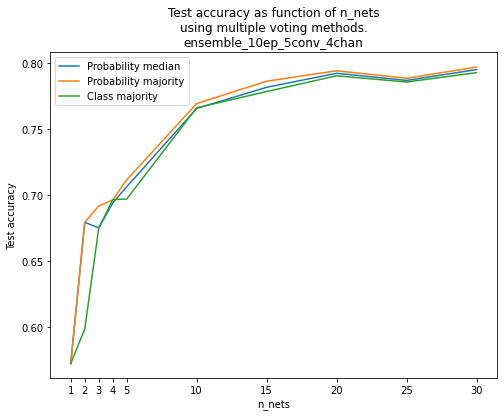 Test accuracy as function of n_nets
using multiple voting methods.
ensemble_10ep_5conv_4chan
Probability median
Probability majority
Class majority
0.80
0.75
0.70
0.65
0.60
Test accuracy
1 2 3 4 5 10 15 20 25 30
n_nets